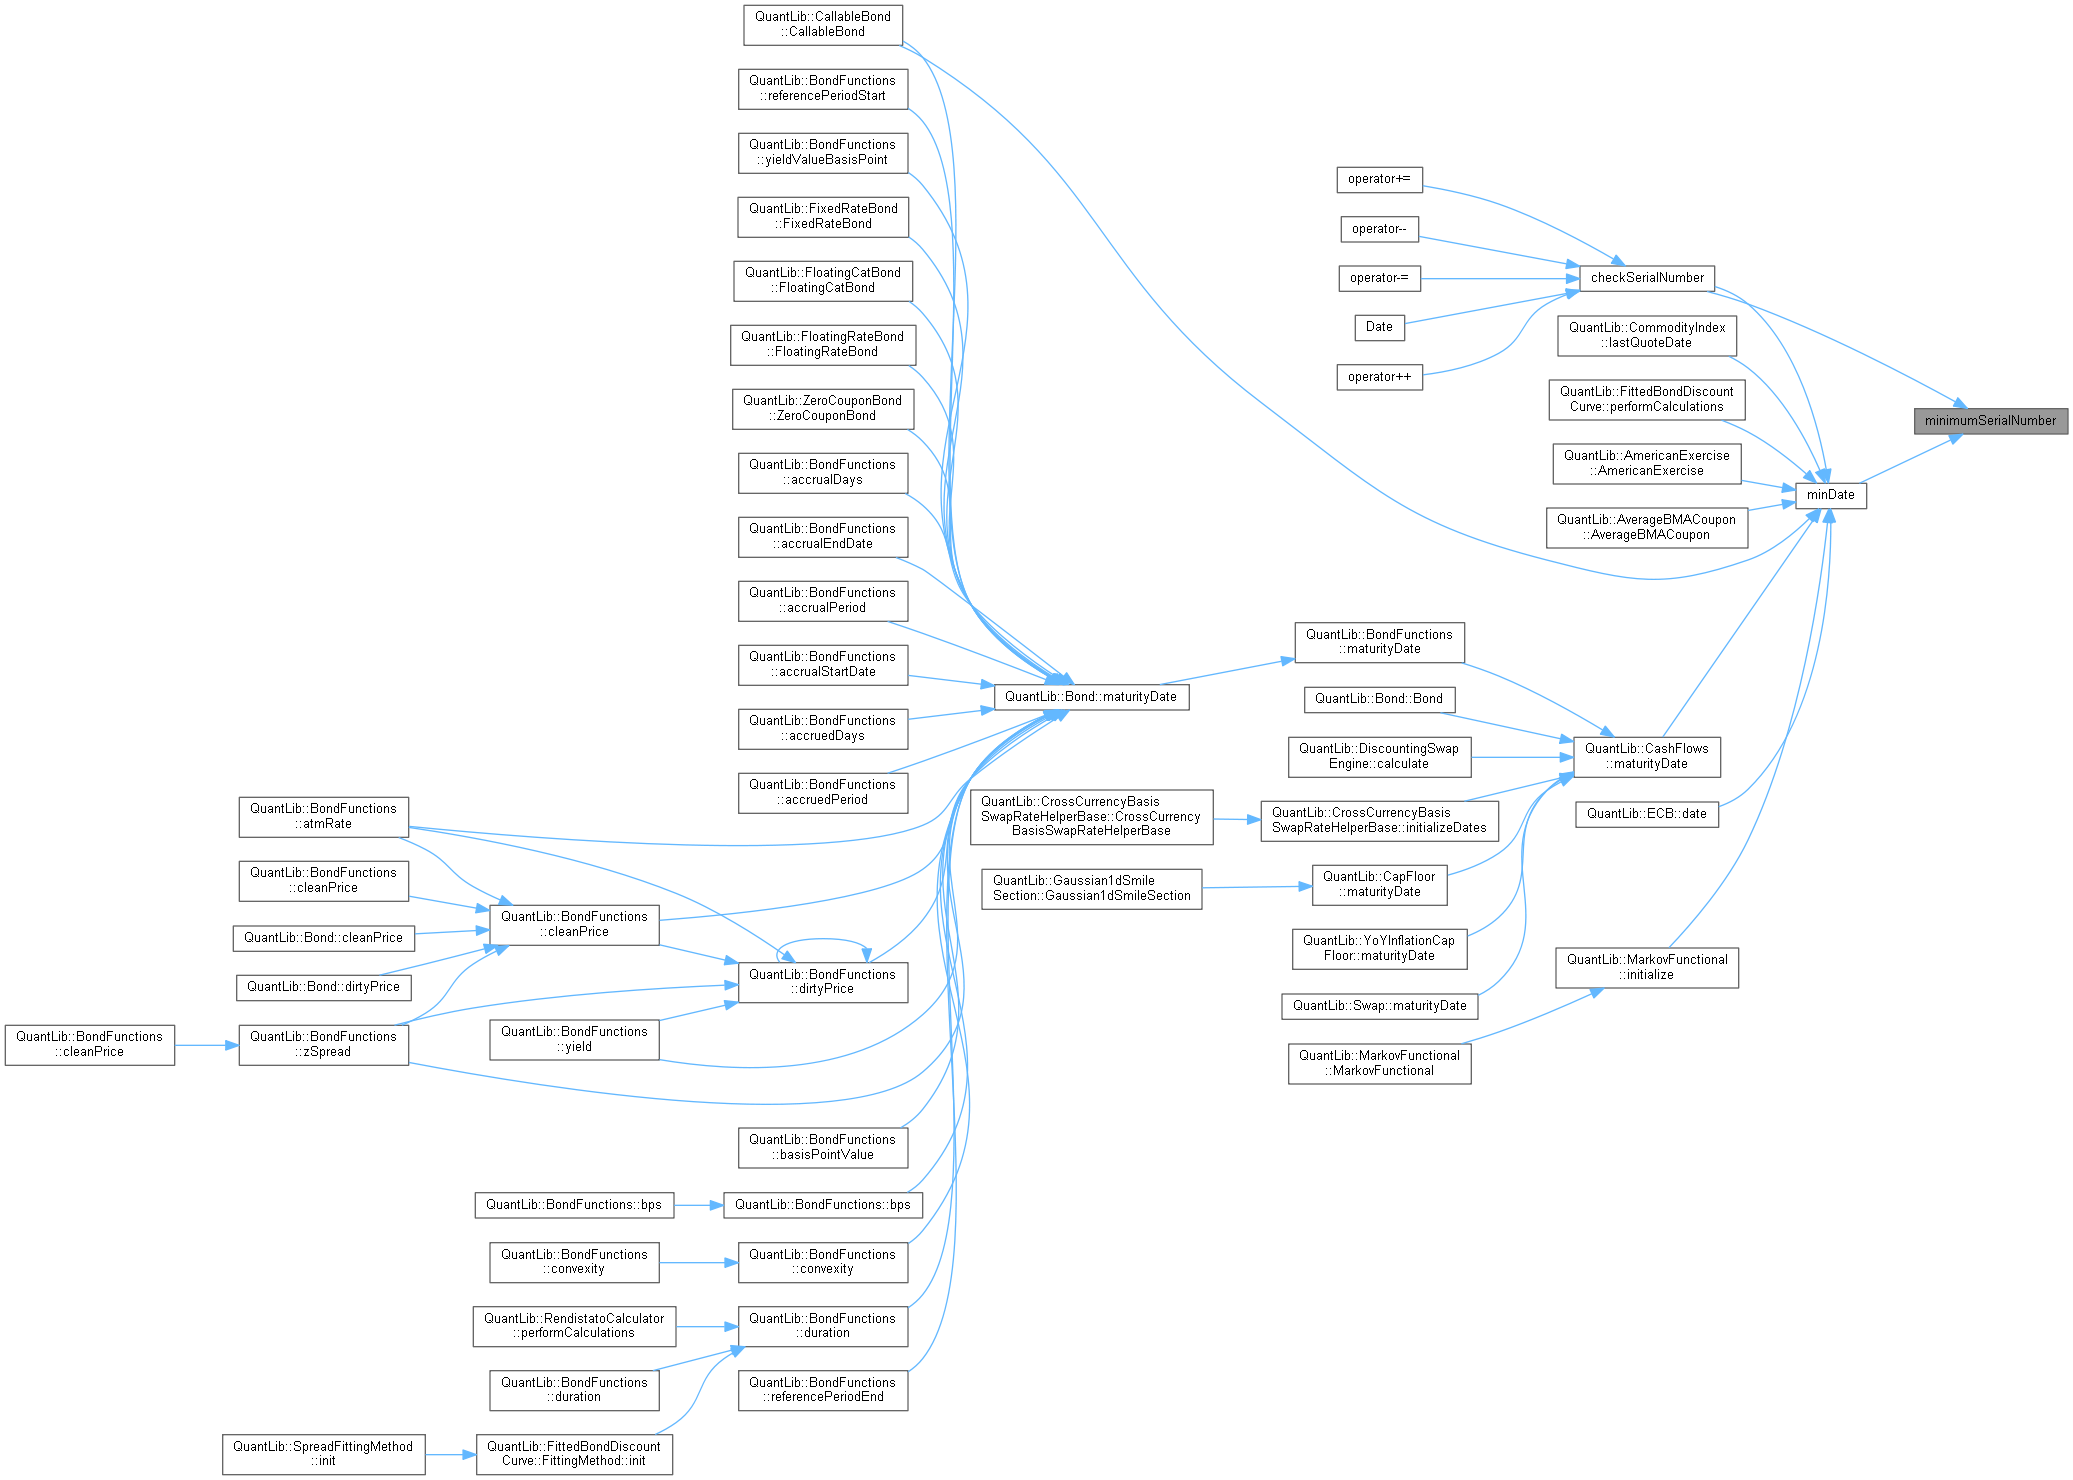 QuantLib::CallableBond
::CallableBond
QuantLib::BondFunctions
::referencePeriodStart
QuantLib::BondFunctions
::yieldValueBasisPoint
QuantLib::FixedRateBond
::FixedRateBond
QuantLib::FloatingCatBond
::FloatingCatBond
QuantLib::FloatingRateBond
::FloatingRateBond
QuantLib::ZeroCouponBond
::ZeroCouponBond
QuantLib::BondFunctions
::accrualDays
QuantLib::BondFunctions
::accrualEndDate
QuantLib::BondFunctions
::accrualPeriod
QuantLib::BondFunctions
::accrualStartDate
QuantLib::BondFunctions
::accruedDays
QuantLib::BondFunctions
::accruedPeriod
QuantLib::BondFunctions
::atmRate
QuantLib::BondFunctions
::cleanPrice
QuantLib::Bond::cleanPrice
QuantLib::Bond::dirtyPrice
QuantLib::BondFunctions
::cleanPrice
QuantLib::BondFunctions
::zSpread
QuantLib::BondFunctions
::cleanPrice
QuantLib::BondFunctions
::dirtyPrice
QuantLib::BondFunctions
::yield
QuantLib::BondFunctions
::basisPointValue
QuantLib::BondFunctions::bps
QuantLib::BondFunctions::bps
QuantLib::BondFunctions
::convexity
QuantLib::BondFunctions
::convexity
QuantLib::RendistatoCalculator
::performCalculations
QuantLib::BondFunctions
::duration
QuantLib::BondFunctions
::duration
QuantLib::BondFunctions
::referencePeriodEnd
QuantLib::SpreadFittingMethod
::init
QuantLib::FittedBondDiscount
Curve::FittingMethod::init
QuantLib::Bond::maturityDate
operator+=
operator--
operator-=
Date
operator++
checkSerialNumber
QuantLib::CommodityIndex
::lastQuoteDate
QuantLib::FittedBondDiscount
Curve::performCalculations
QuantLib::AmericanExercise
::AmericanExercise
QuantLib::AverageBMACoupon
::AverageBMACoupon
minimumSerialNumber
minDate
QuantLib::BondFunctions
::maturityDate
QuantLib::Bond::Bond
QuantLib::DiscountingSwap
Engine::calculate
QuantLib::CashFlows
::maturityDate
QuantLib::CrossCurrencyBasis
SwapRateHelperBase::CrossCurrency
BasisSwapRateHelperBase
QuantLib::CrossCurrencyBasis
SwapRateHelperBase::initializeDates
QuantLib::ECB::date
QuantLib::Gaussian1dSmile
Section::Gaussian1dSmileSection
QuantLib::CapFloor
::maturityDate
QuantLib::YoYInflationCap
Floor::maturityDate
QuantLib::Swap::maturityDate
QuantLib::MarkovFunctional
::initialize
QuantLib::MarkovFunctional
::MarkovFunctional